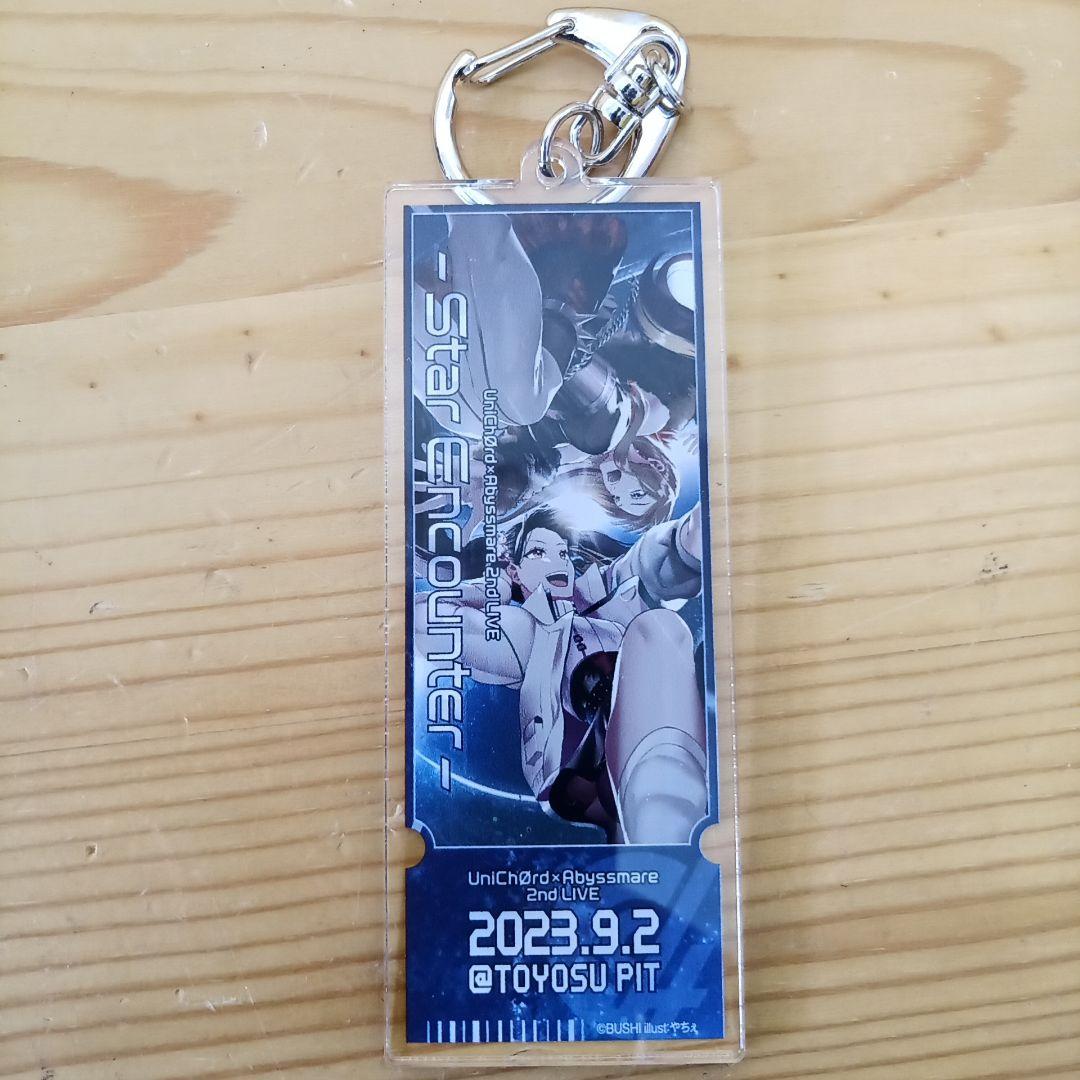 - Star Encounter -
UniChØrd×Abyssmare 2nd LIVE
UniChØrd×Abyssmare
2nd LIVE
2023.9.2
@TOYOSU PIT
©BUSHI illust:やちぇ